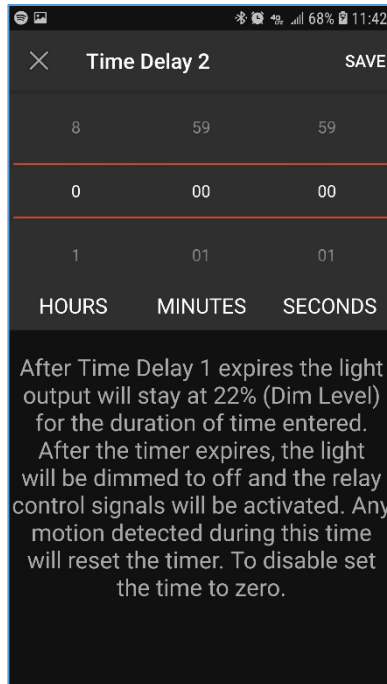 68% 11:42
Time Delay 2 SAVE
8 59 59
0 00 00
1 01 01
HOURS MINUTES SECONDS
After Time Delay 1 expires the light
output will stay at 22% (Dim Level)
for the duration of time entered.
After the timer expires, the light
will be dimmed to off and the relay
control signals will be activated. Any
motion detected during this time
will reset the timer. To disable set
the time to zero.